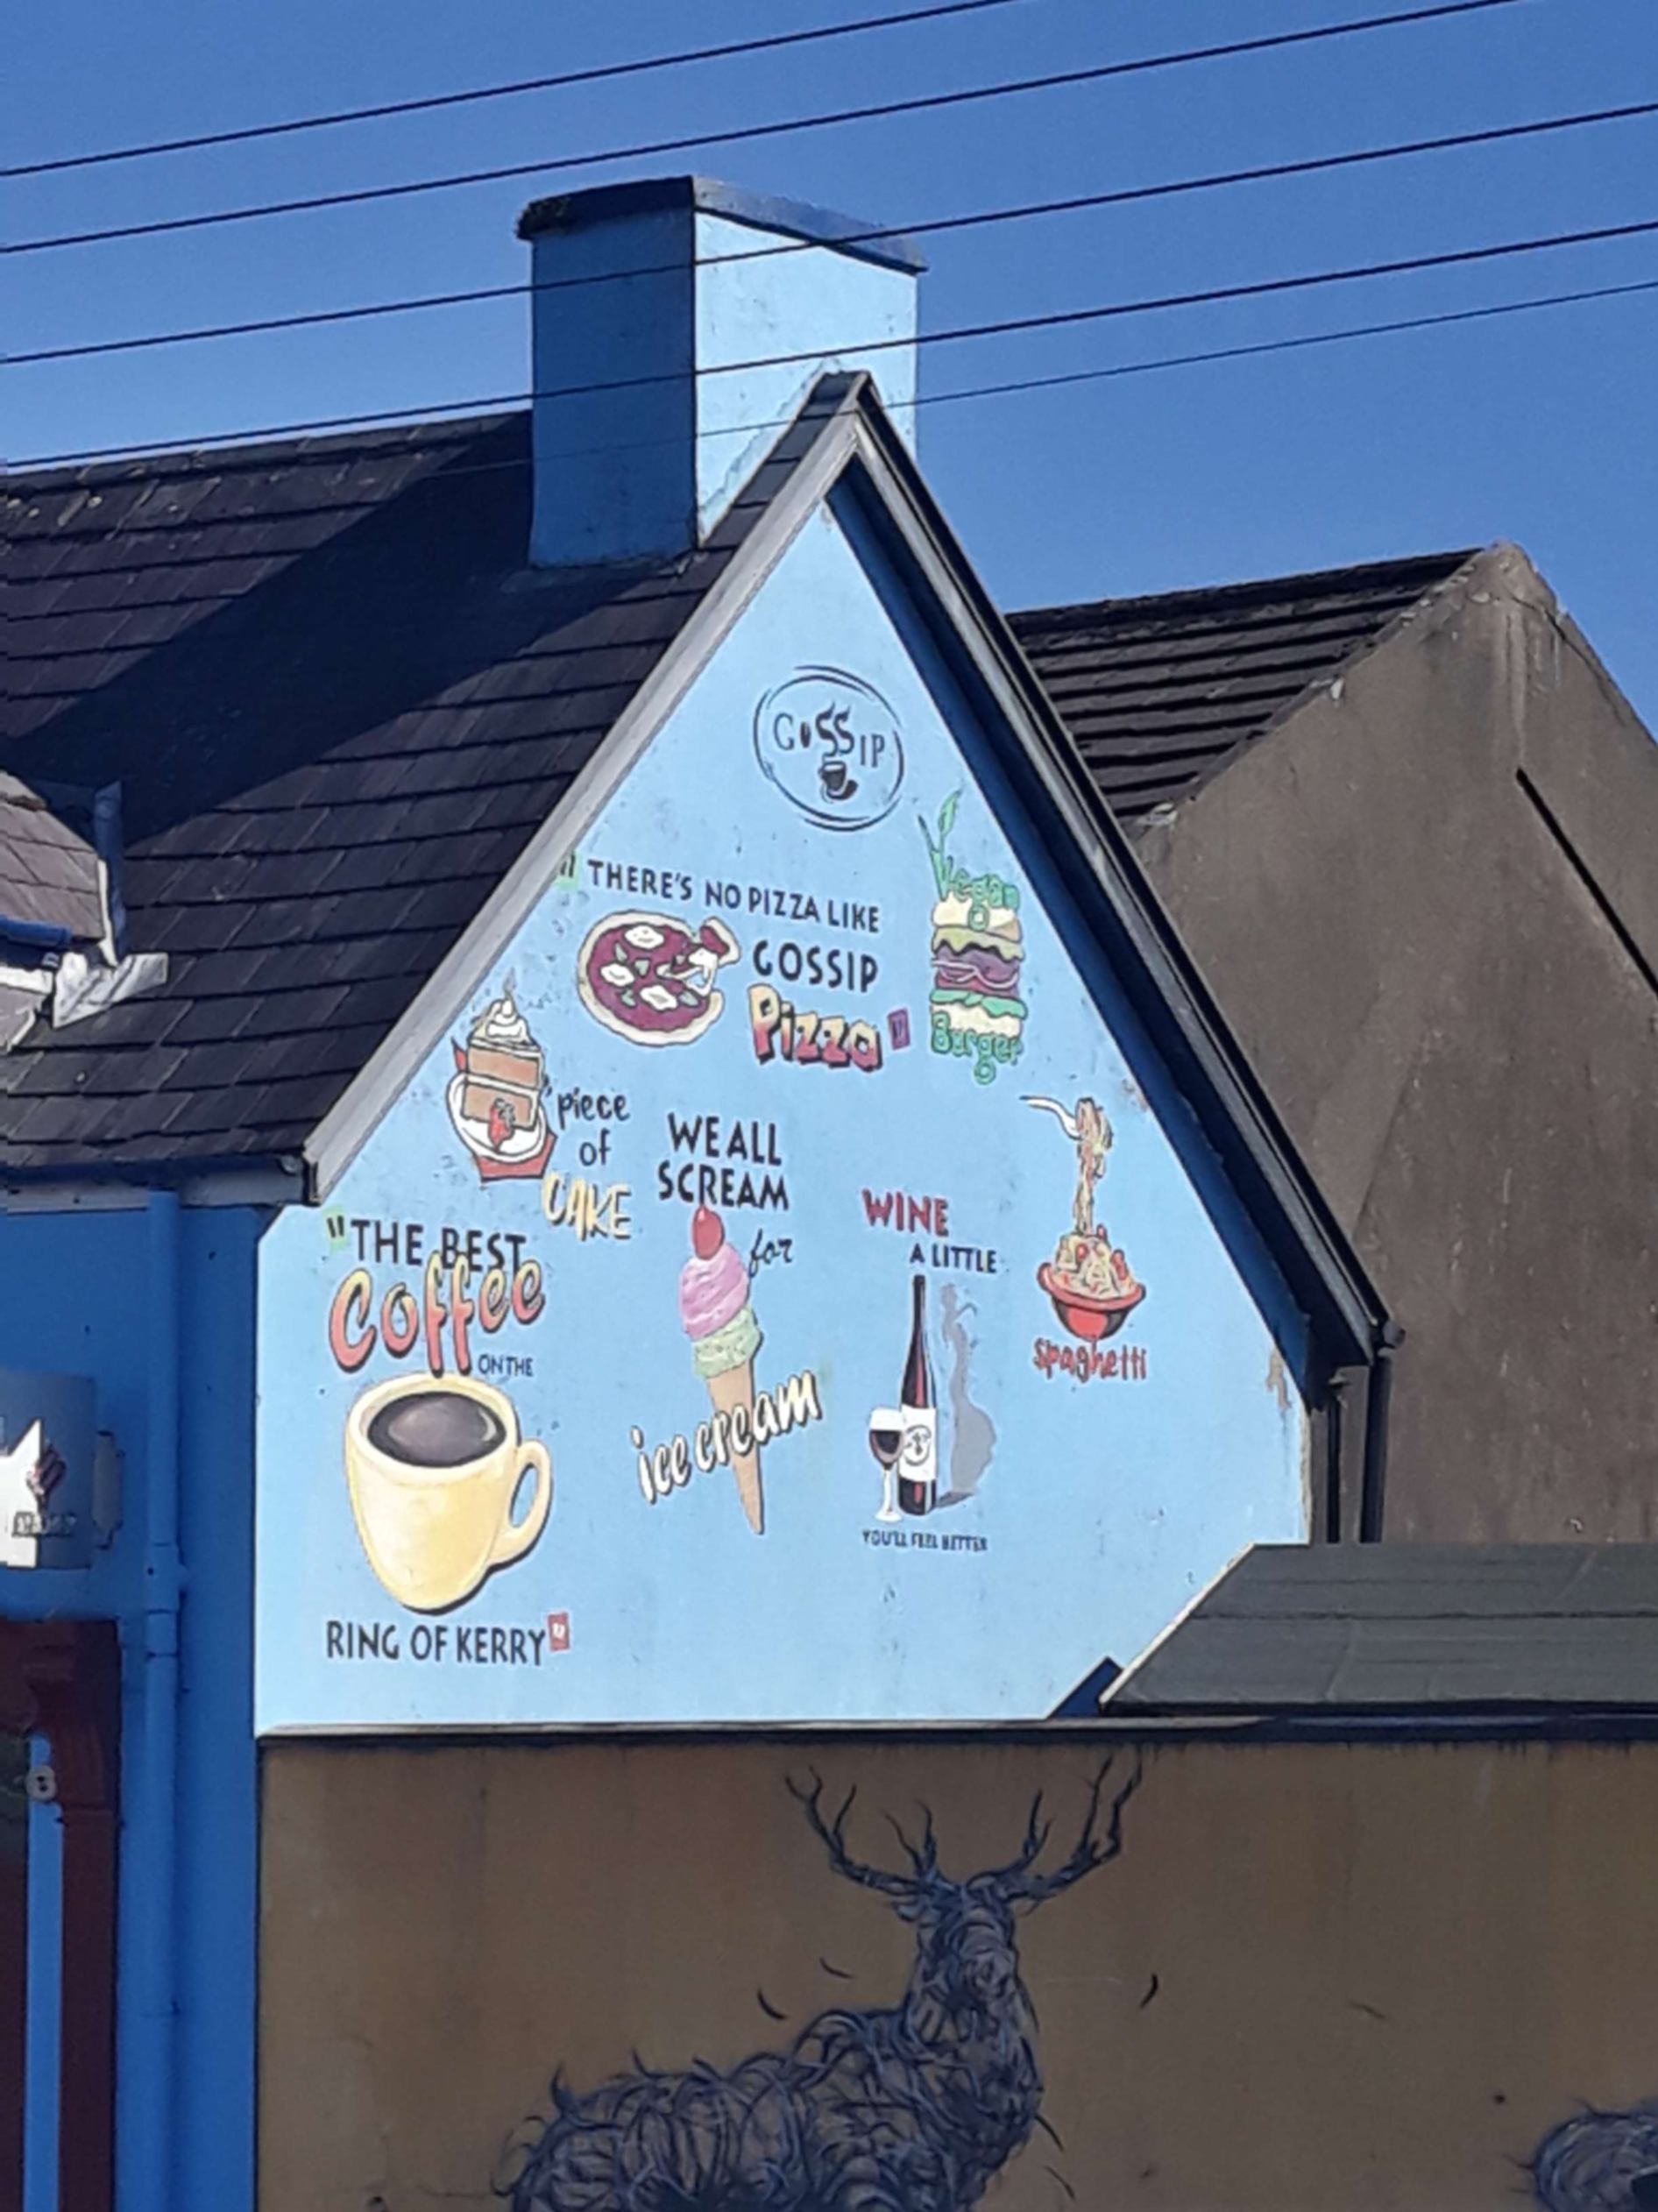 GOSSIP
" THERE'S NO PIZZA LIKE
GOSSIP
Pizza "
Vegan
Burger
"piece
of
CAKE
WE ALL
SCREAM
for
ice cream
WINE
A LITTLE
YOU'LL FEEL BETTER
Spaghetti
"THE BEST
Coffee
ON THE
RING OF KERRY"